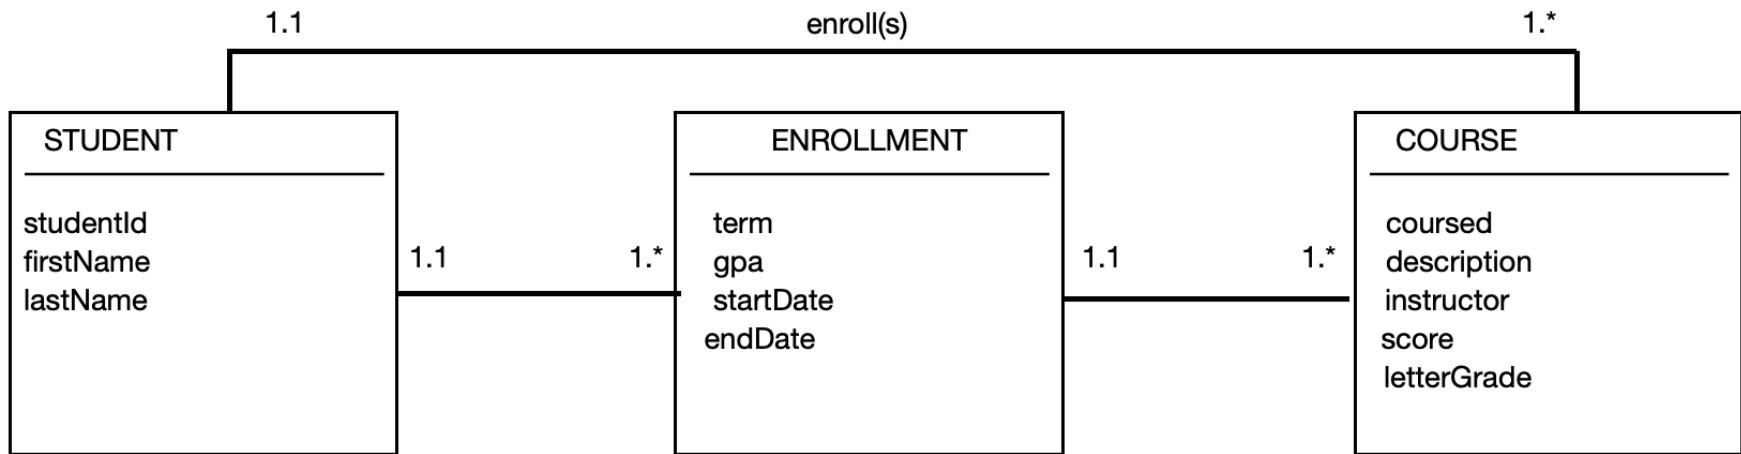 1.1 enroll(s) 1.*
STUDENT
studentId
firstName
lastName
1.1 1.*
ENROLLMENT
term
gpa
startDate
endDate
1.1 1.*
COURSE
coursed
description
instructor
score
letterGrade